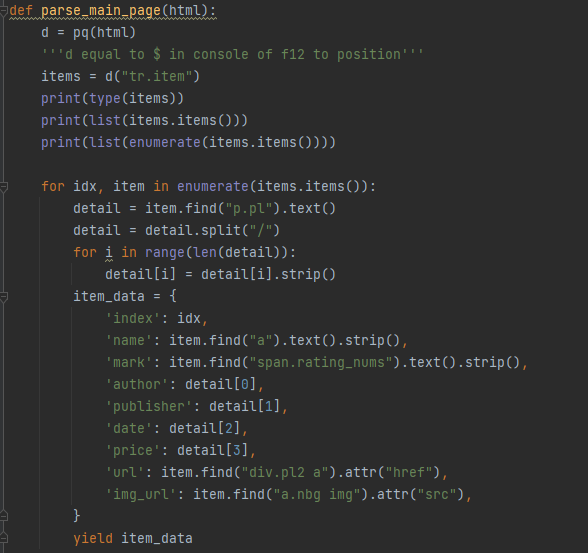 def parse_main_page(html):
    d = pq(html)
    '''d equal to $ in console of f12 to position'''
    items = d("tr.item")
    print(type(items))
    print(list(items.items()))
    print(list(enumerate(items.items())))
    for idx, item in enumerate(items.items()):
        detail = item.find("p.pl").text()
        detail = detail.split("/")
        for i in range(len(detail)):
            detail[i] = detail[i].strip()
        item_data = {
            'index': idx,
            'name': item.find("a").text().strip(),
            'mark': item.find("span.rating_nums").text().strip(),
            'author': detail[0],
            'publisher': detail[1],
            'date': detail[2],
            'price': detail[3],
            'url': item.find("div.pl2 a").attr("href"),
            'img_url': item.find("a.nbg img").attr("src"),
        }
        yield item_data